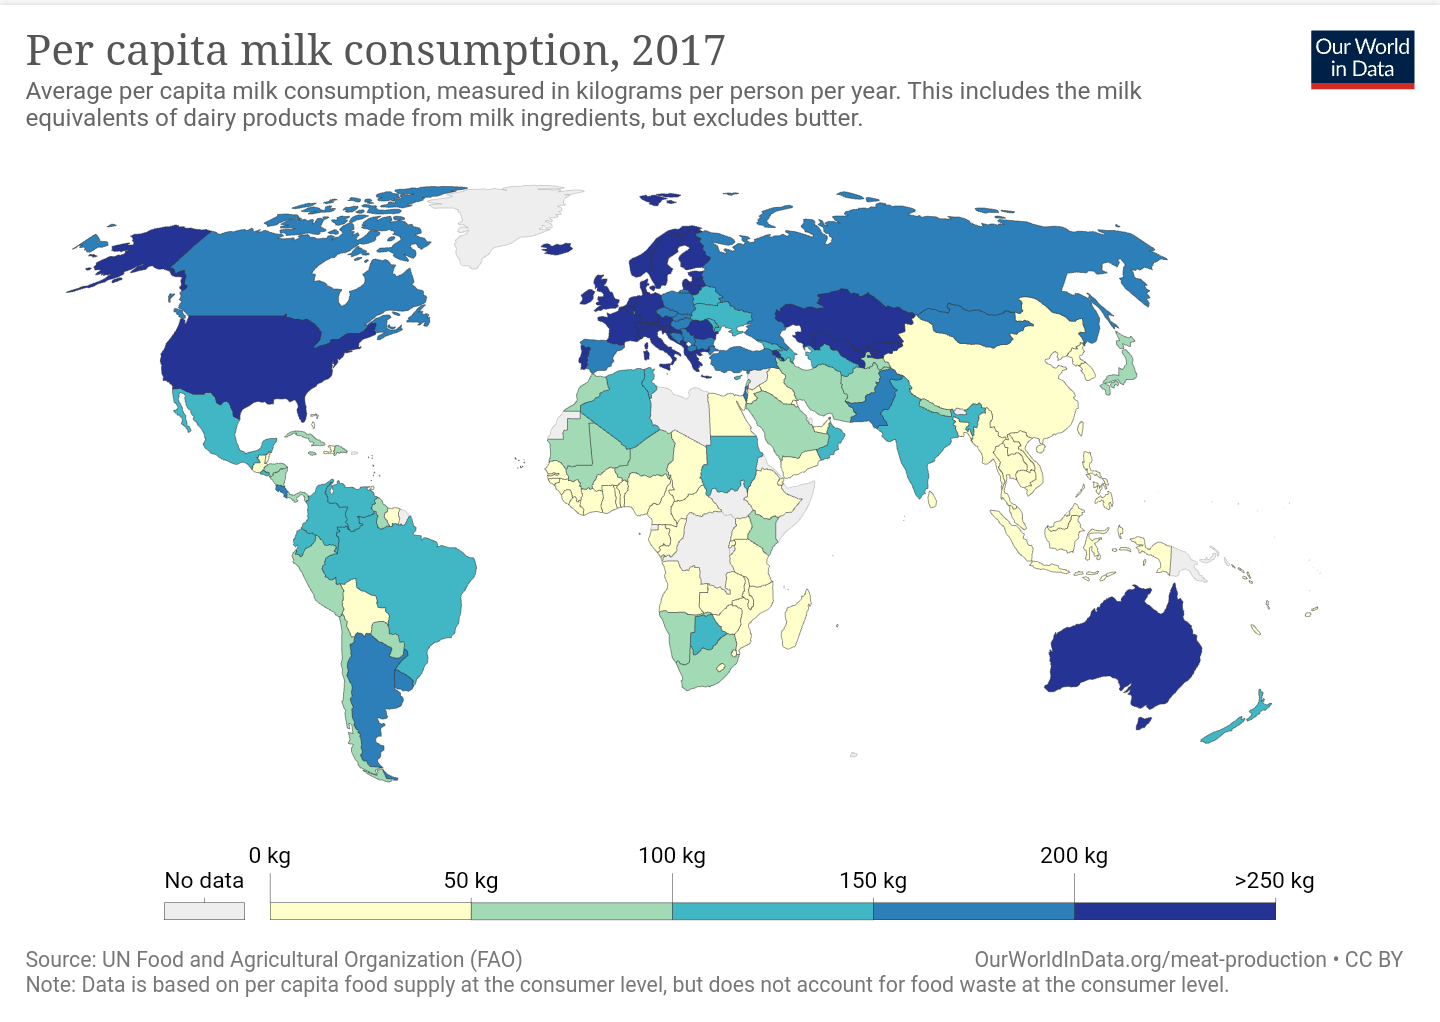 Per capita milk consumption, 2017
Our World
in Data
Average per capita milk consumption, measured in kilograms per person per year. This includes the milk
equivalents of dairy products made from milk ingredients, but excludes butter.
0 kg
100 kg
200 kg
No data
50 kg
150 kg
>250 kg
Source: UN Food and Agricultural Organization (FAO)
OurWorldInData.org/meat-production • CC BY
Note: Data is based on per capita food supply at the consumer level, but does not account for food waste at the consumer level.